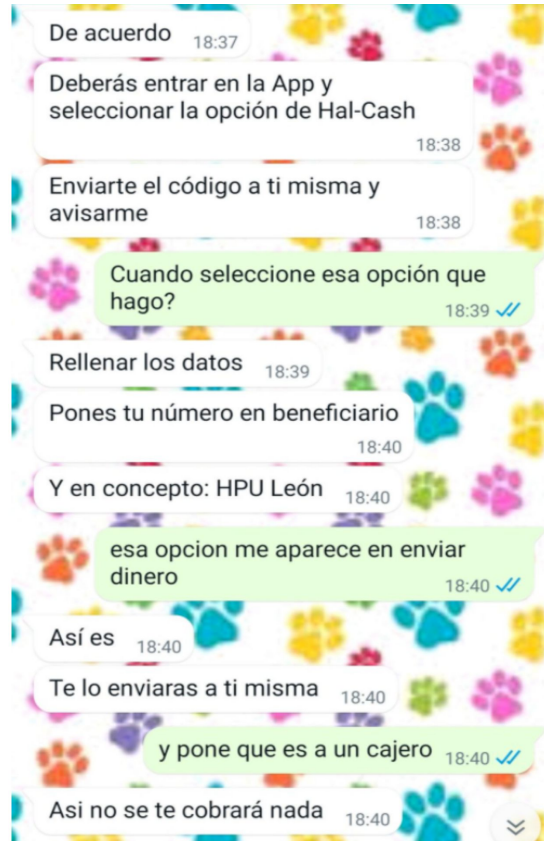 De acuerdo 18:37
Deberás entrar en la App y
seleccionar la opción de Hal-Cash
18:38
Enviarte el código a ti misma y
avisarme 18:38
Cuando seleccione esa opción que
hago? 18:39
Rellenar los datos 18:39
Pones tu número en beneficiario
18:40
Y en concepto: HPU León 18:40
esa opcion me aparece en enviar
dinero 18:40
Así es 18:40
Te lo enviaras a ti misma 18:40
y pone que es a un cajero 18:40
Asi no se te cobrará nada 18:40